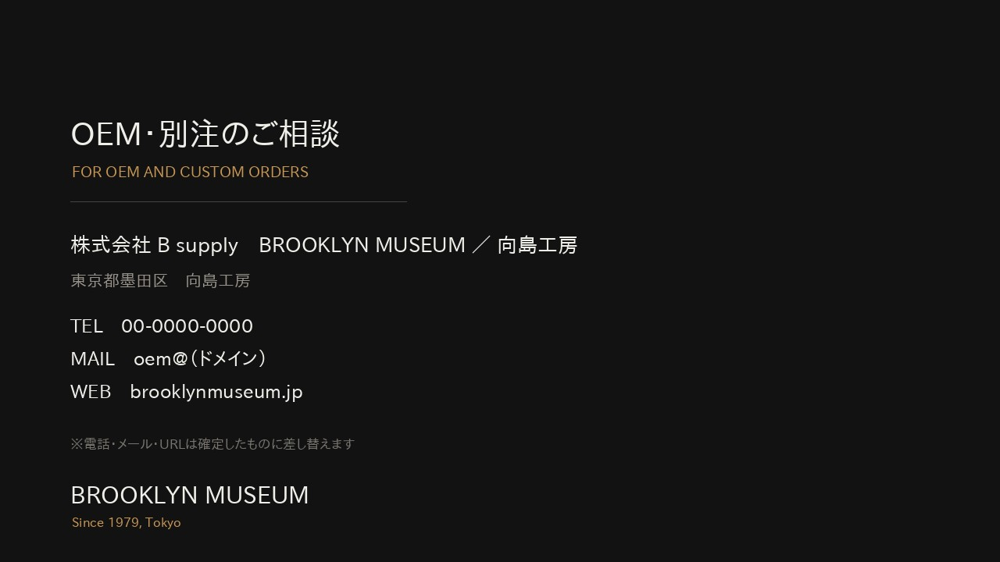 OEM・別注のご相談
FOR OEM AND CUSTOM ORDERS
株式会社 B supply　BROOKLYN MUSEUM ／ 向島工房
東京都墨田区　向島工房
TEL　00-0000-0000
MAIL　oem@（ドメイン）
WEB　brooklynmuseum.jp
※電話・メール・URLは確定したものに差し替えます
BROOKLYN MUSEUM
Since 1979, Tokyo